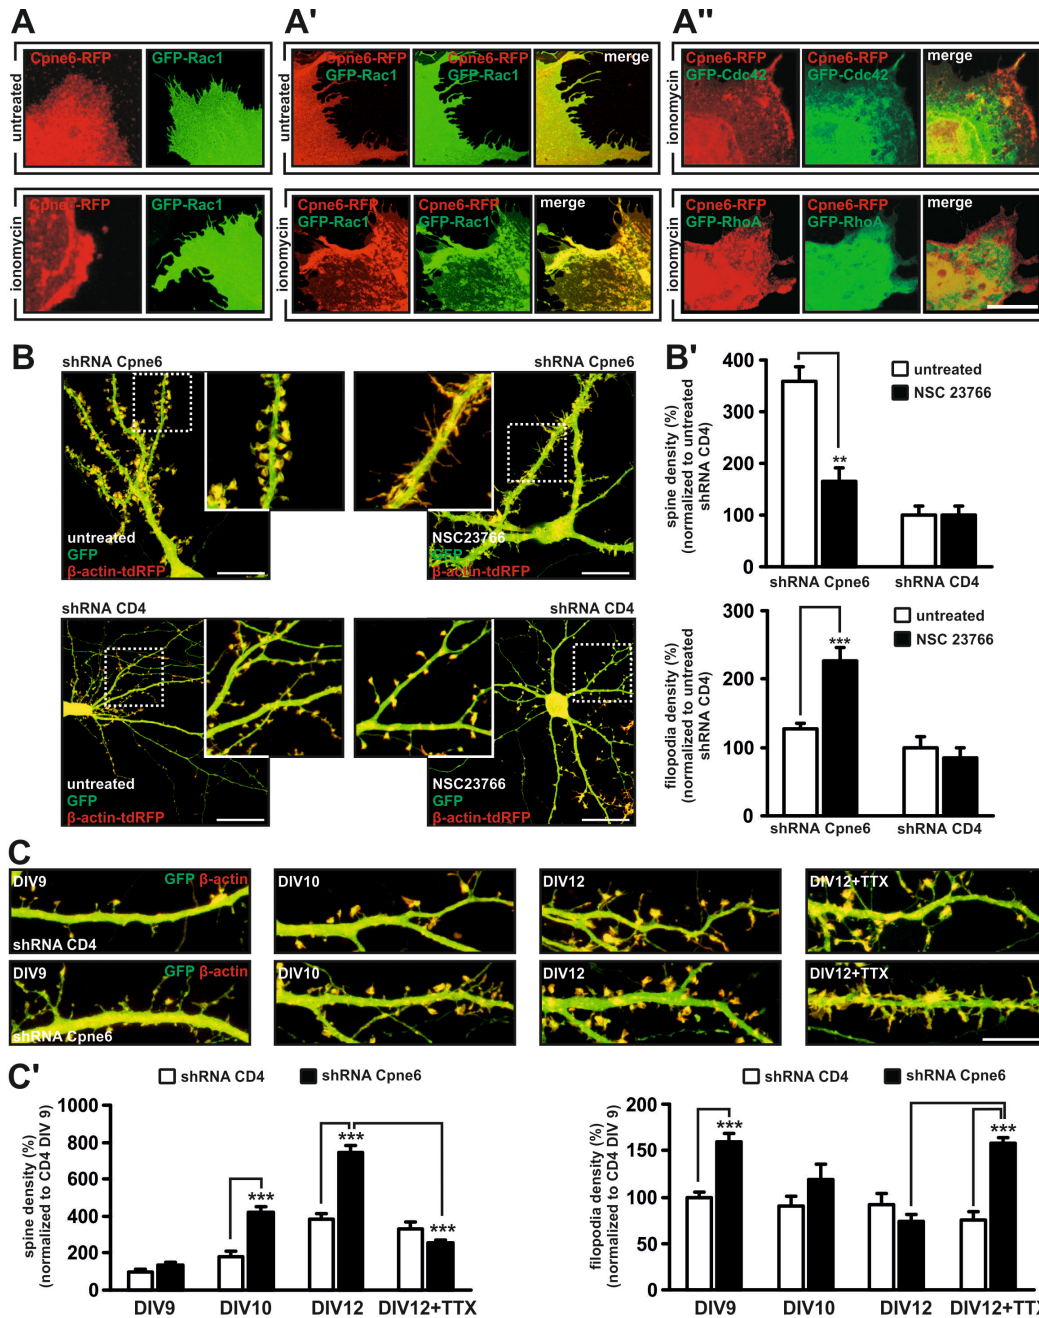 A
A'
A''
Cpne6-RFP
GFP-Rac1
Cpne6-RFP
GFP-Rac1
Cpne6-RFP
GFP-Rac1
merge
Cpne6-RFP
GFP-Cdc42
Cpne6-RFP
GFP-Cdc42
merge
untreated
untreated
ionomycin
Cpne6-RFP
GFP-Rac1
Cpne6-RFP
GFP-Rac1
Cpne6-RFP
GFP-Rac1
merge
Cpne6-RFP
GFP-RhoA
Cpne6-RFP
GFP-RhoA
merge
ionomycin
ionomycin
ionomycin
B
shRNA Cpne6
shRNA Cpne6
untreated
GFP
β-actin-tdRFP
NSC23766
GFP
β-actin-tdRFP
shRNA CD4
shRNA CD4
untreated
GFP
β-actin-tdRFP
NSC23766
GFP
β-actin-tdRFP
B'
spine density (%)
(normalized to untreated
shRNA CD4)
400
300
200
100
0
untreated
NSC 23766
**
shRNA Cpne6
shRNA CD4
filopodia density (%)
(normalized to untreated
shRNA CD4)
300
200
100
0
untreated
NSC 23766
***
shRNA Cpne6
shRNA CD4
C
DIV9
GFP β-actin
shRNA CD4
DIV10
DIV12
DIV12+TTX
DIV9
GFP β-actin
shRNA Cpne6
DIV10
DIV12
DIV12+TTX
C'
shRNA CD4
shRNA Cpne6
spine density (%)
(normalized to CD4 DIV 9)
1000
800
600
400
200
0
***
***
***
DIV9
DIV10
DIV12
DIV12+TTX
shRNA CD4
shRNA Cpne6
filopodia density (%)
(normalized to CD4 DIV 9)
200
150
100
50
0
***
***
DIV9
DIV10
DIV12
DIV12+TTX